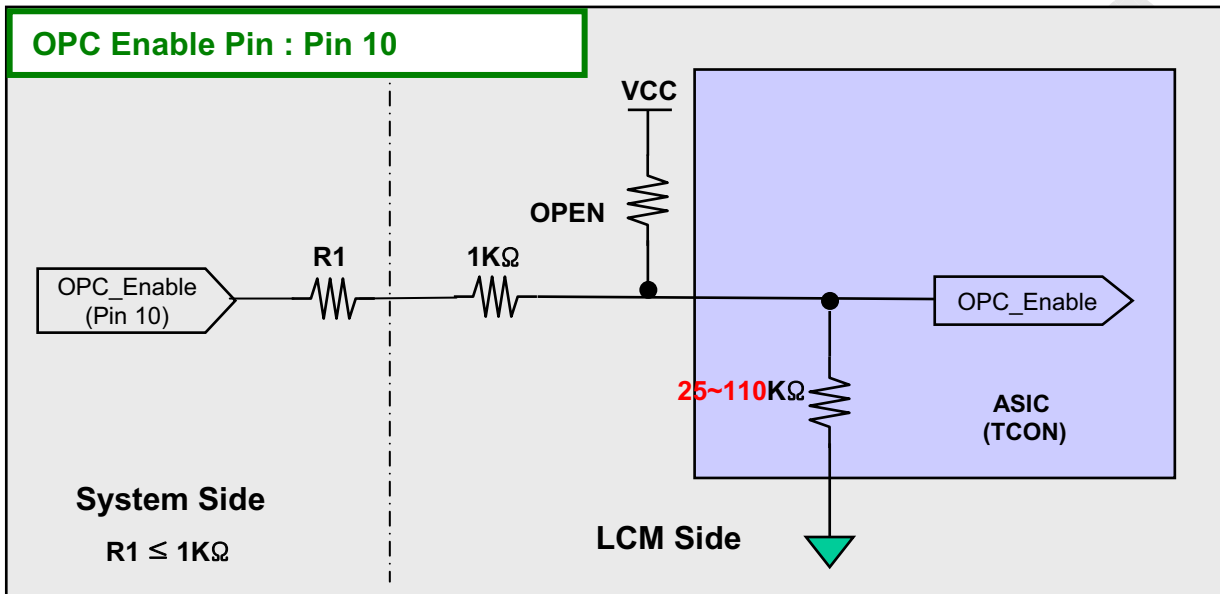 OPC Enable Pin : Pin 10
VCC
OPEN
R1
1KΩ
OPC_Enable
(Pin 10)
OPC_Enable
25~110KΩ
ASIC
(TCON)
System Side
R1 ≤ 1KΩ
LCM Side